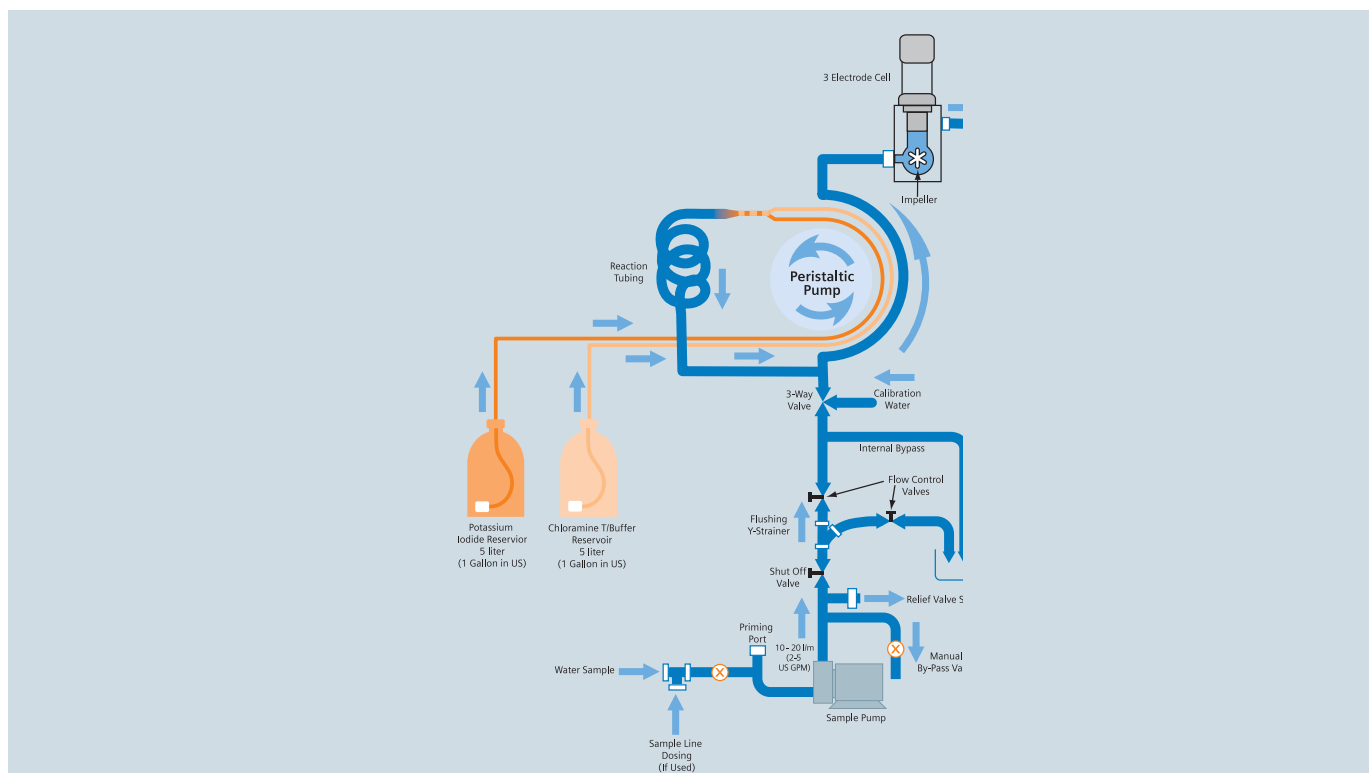 3 Electrode Cell
Impeller
Reaction
Tubing
Peristaltic
Pump
3-Way
Valve
Calibration
Water
Internal Bypass
Flow Control
Valves
Flushing
Y-Strainer
Potassium
Iodide Reservior
5 liter
(1 Gallon in US)
Chloramine T/Buffer
Reservoir
5 liter
(1 Gallon in US)
Shut Off
Valve
Relief Valve S
Priming
Port
10–20 l/m
(2-5
US GPM)
Manual
By-Pass Va
Water Sample
Sample Pump
Sample Line
Dosing
(If Used)